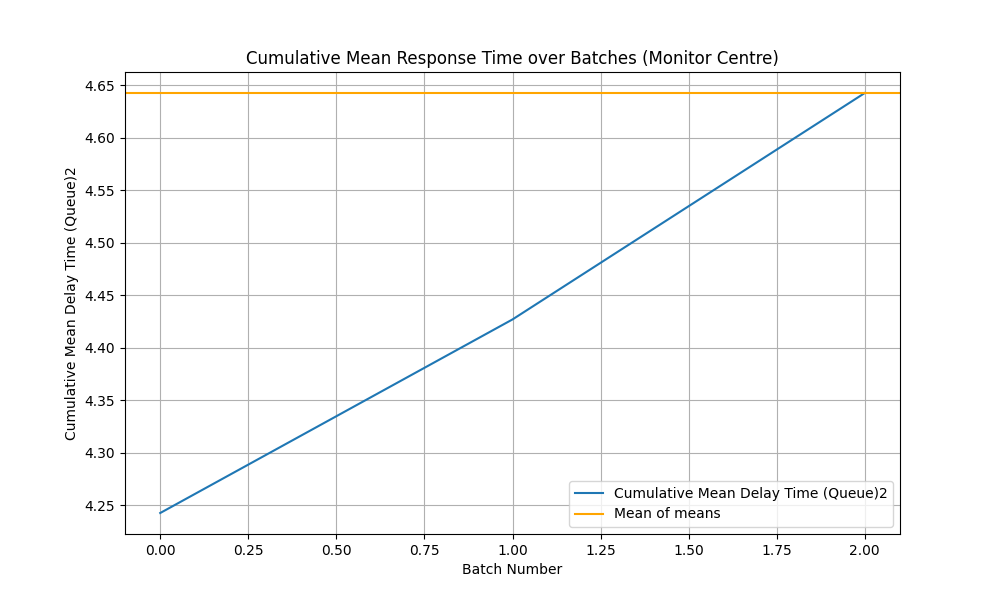 Cumulative Mean Response Time over Batches (Monitor Centre)
Cumulative Mean Delay Time (Queue)2
4.65
4.60
4.55
4.50
4.45
4.40
4.35
4.30
4.25
Cumulative Mean Delay Time (Queue)2
Mean of means
0.00 0.25 0.50 0.75 1.00 1.25 1.50 1.75 2.00
Batch Number